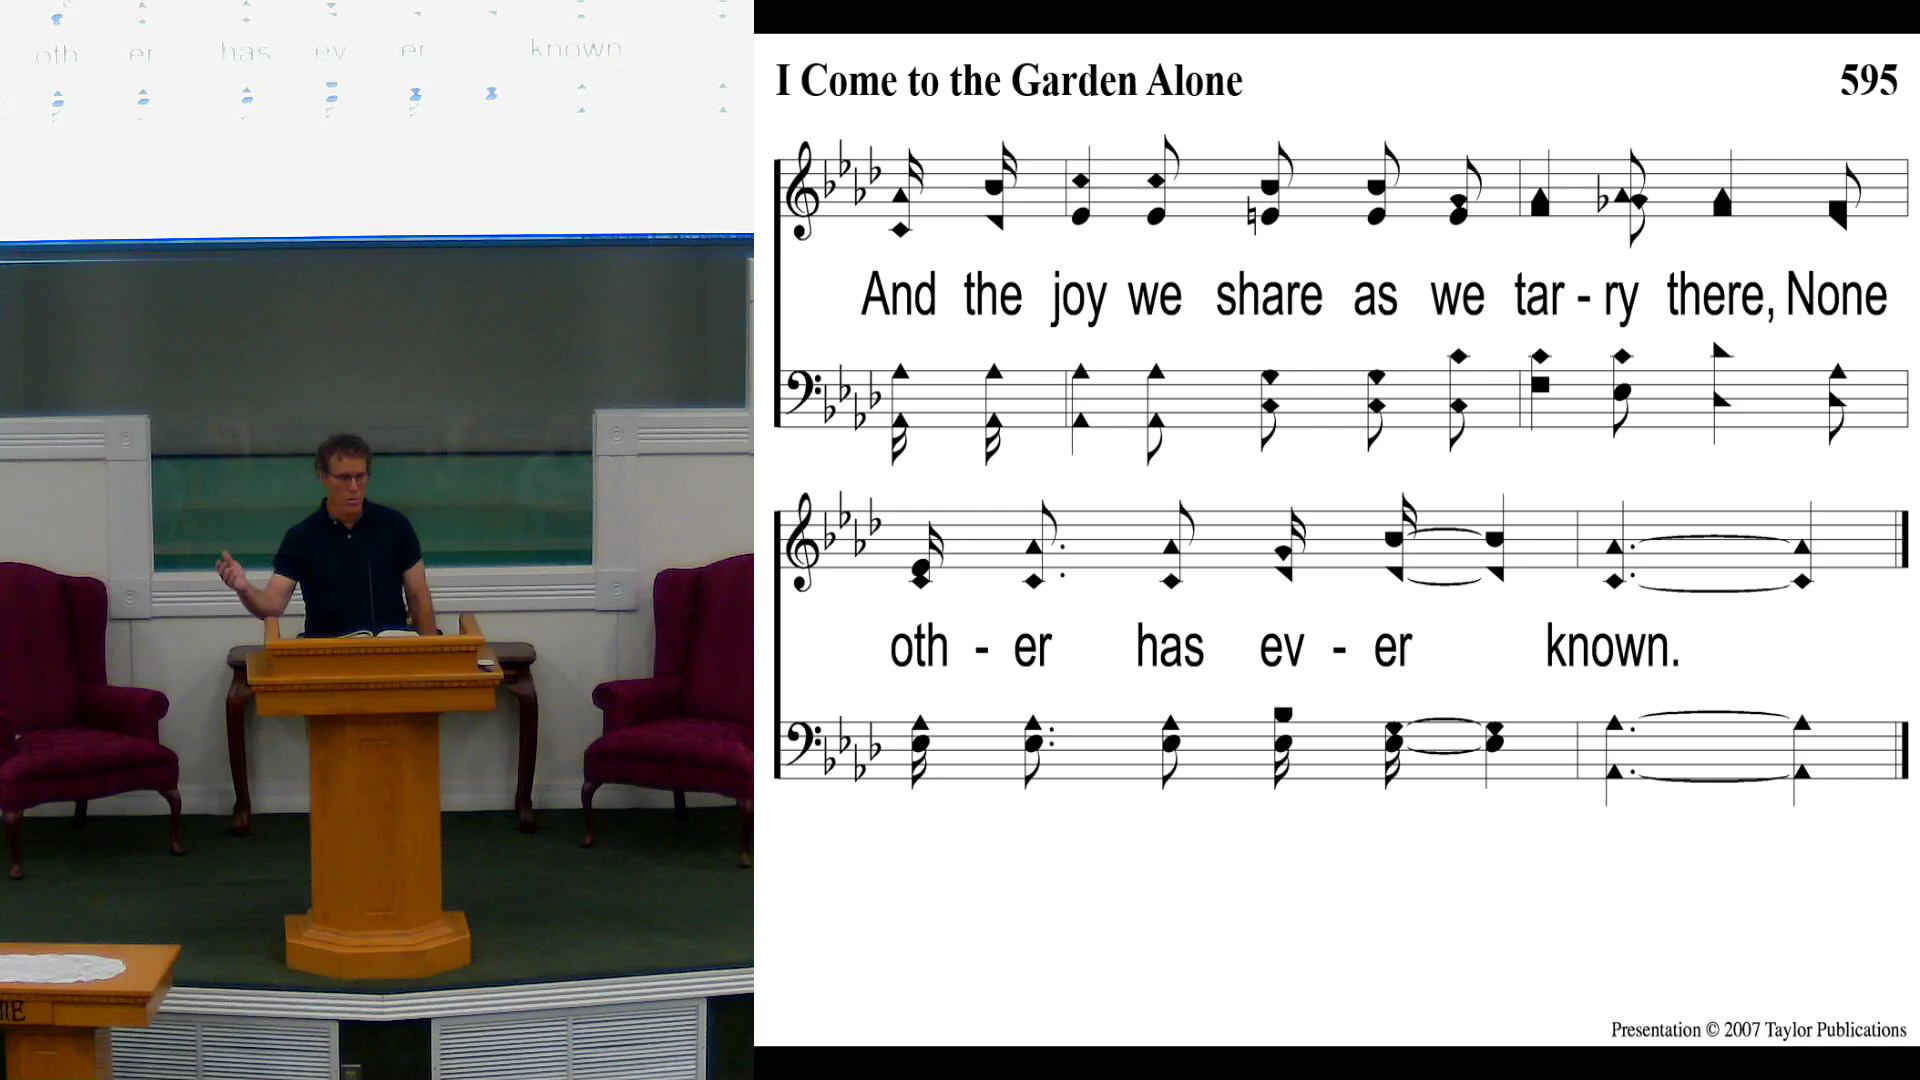 oth er has ev er known
I Come to the Garden Alone 595
And the joy we share as we tar - ry there, None
oth - er has ev - er known.
ME
Presentation © 2007 Taylor Publications